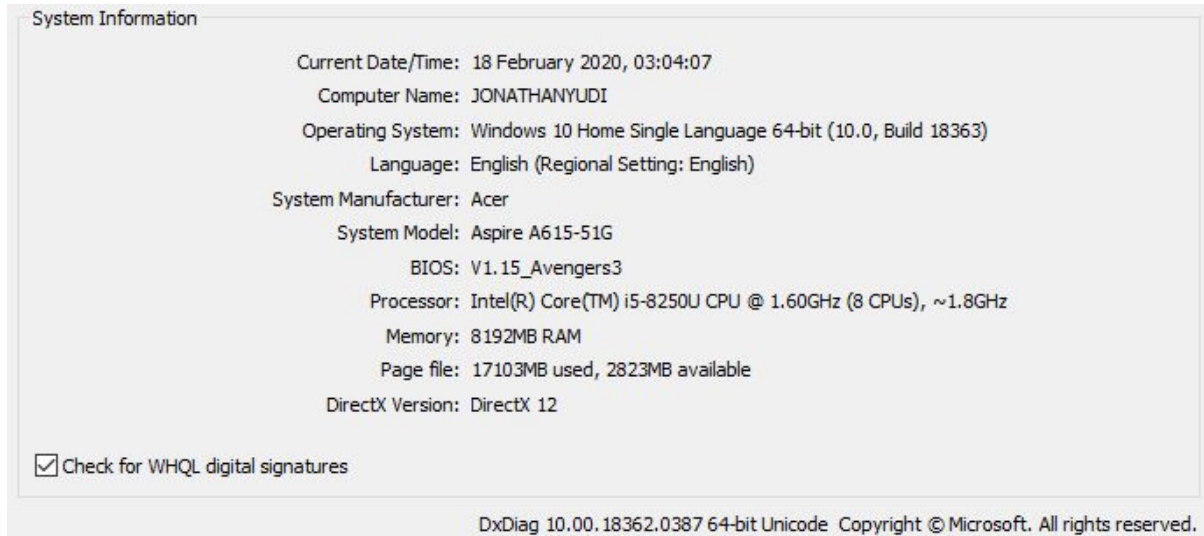 System Information
Current Date/Time: 18 February 2020, 03:04:07
Computer Name: JONATHANYUDI
Operating System: Windows 10 Home Single Language 64-bit (10.0, Build 18363)
Language: English (Regional Setting: English)
System Manufacturer: Acer
System Model: Aspire A615-51G
BIOS: V1.15_Avengers3
Processor: Intel(R) Core(TM) i5-8250U CPU @ 1.60GHz (8 CPUs), ~1.8GHz
Memory: 8192MB RAM
Page file: 17103MB used, 2823MB available
DirectX Version: DirectX 12
Check for WHQL digital signatures
DxDiag 10.00.18362.0387 64-bit Unicode Copyright © Microsoft. All rights reserved.